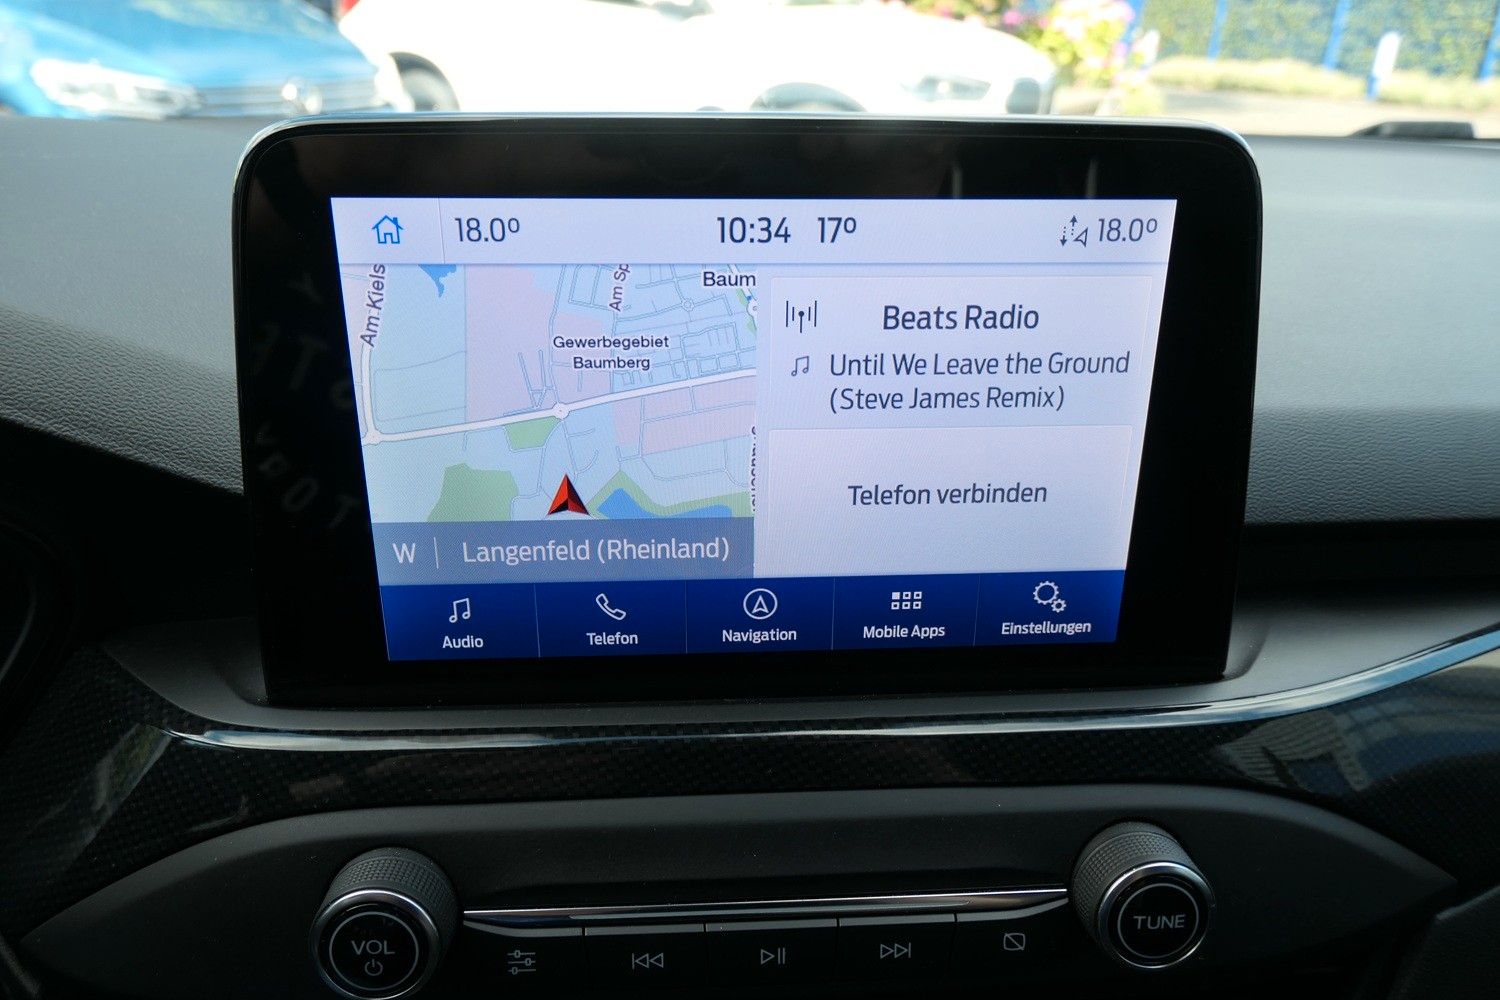 18.0° 10:34 17° 18.0°
Am Kiels
Am Sp
Baum
Gewerbegebiet
Baumberg
W Langenfeld (Rheinland)
Beats Radio
Until We Leave the Ground
(Steve James Remix)
Telefon verbinden
Audio Telefon Navigation Mobile Apps Einstellungen
VOL
TUNE